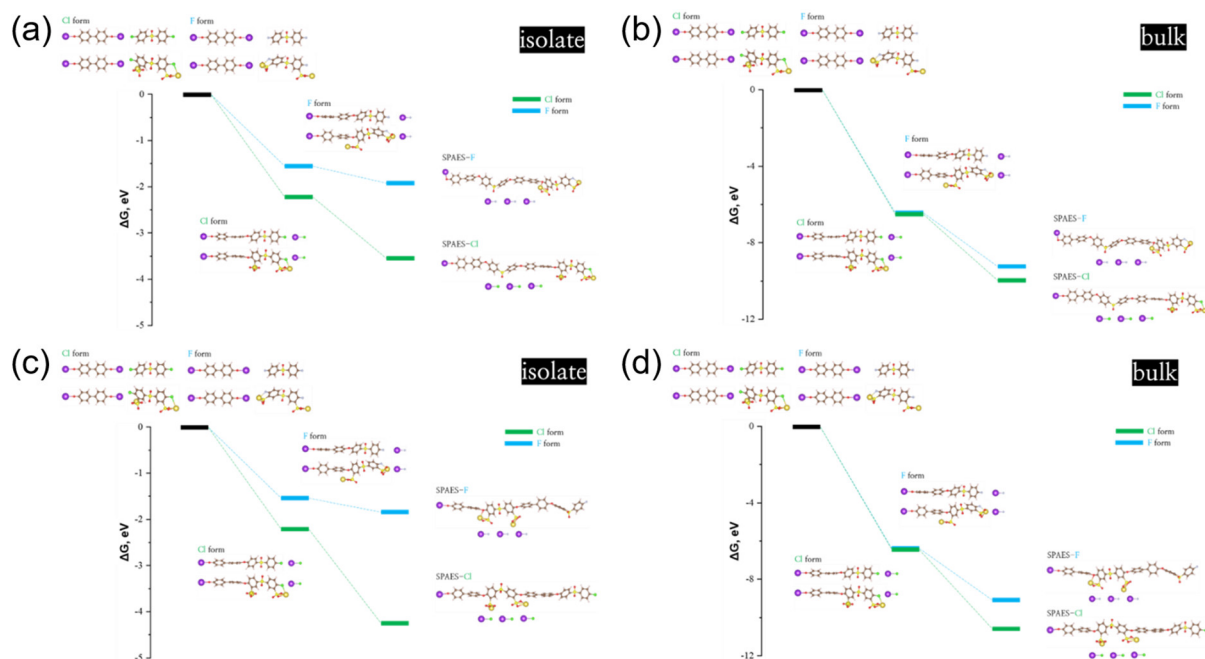 (a)
Cl form
F form
isolate
Cl form
F form
0
-1
-2
-3
-4
-5
ΔG, eV
F form
SPAES-F
Cl form
SPAES-Cl
(b)
Cl form
F form
bulk
Cl form
F form
0
-4
-8
-12
ΔG, eV
F form
Cl form
SPAES-F
SPAES-Cl
(c)
Cl form
F form
isolate
Cl form
F form
0
-1
-2
-3
-4
-5
ΔG, eV
F form
SPAES-F
Cl form
SPAES-Cl
(d)
Cl form
F form
bulk
Cl form
F form
0
-4
-8
-12
ΔG, eV
F form
SPAES-F
Cl form
SPAES-Cl